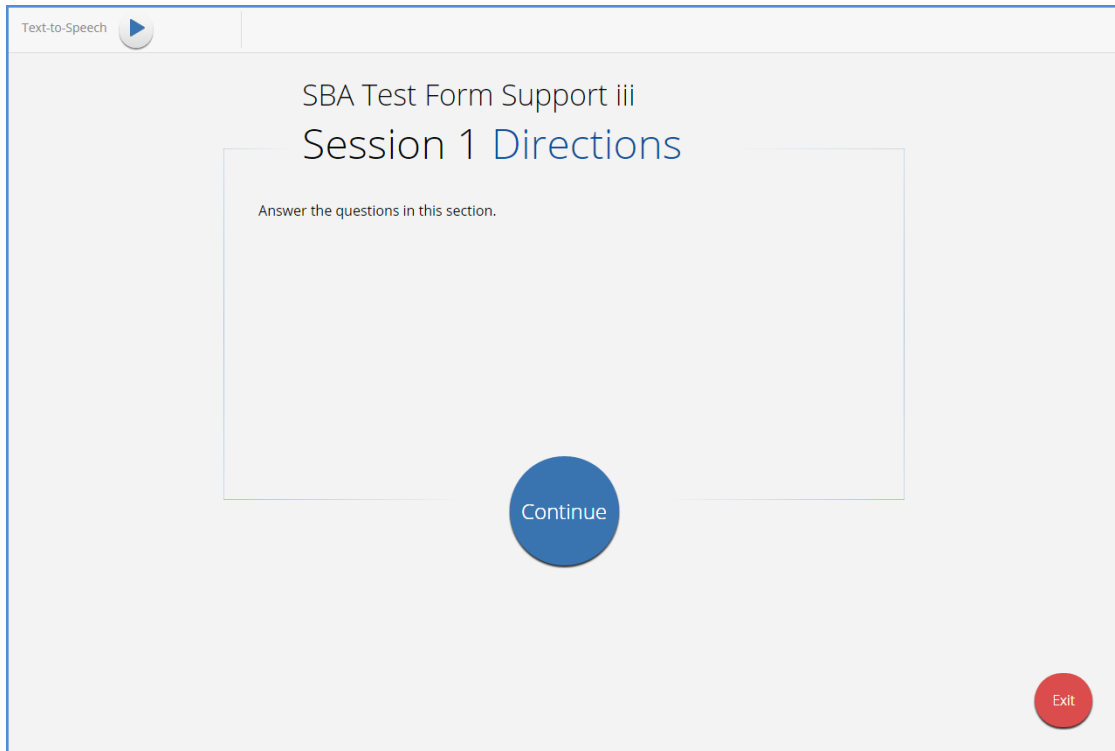 Text-to-Speech
SBA Test Form Support iii
Session 1 Directions
Answer the questions in this section.
Continue
Exit